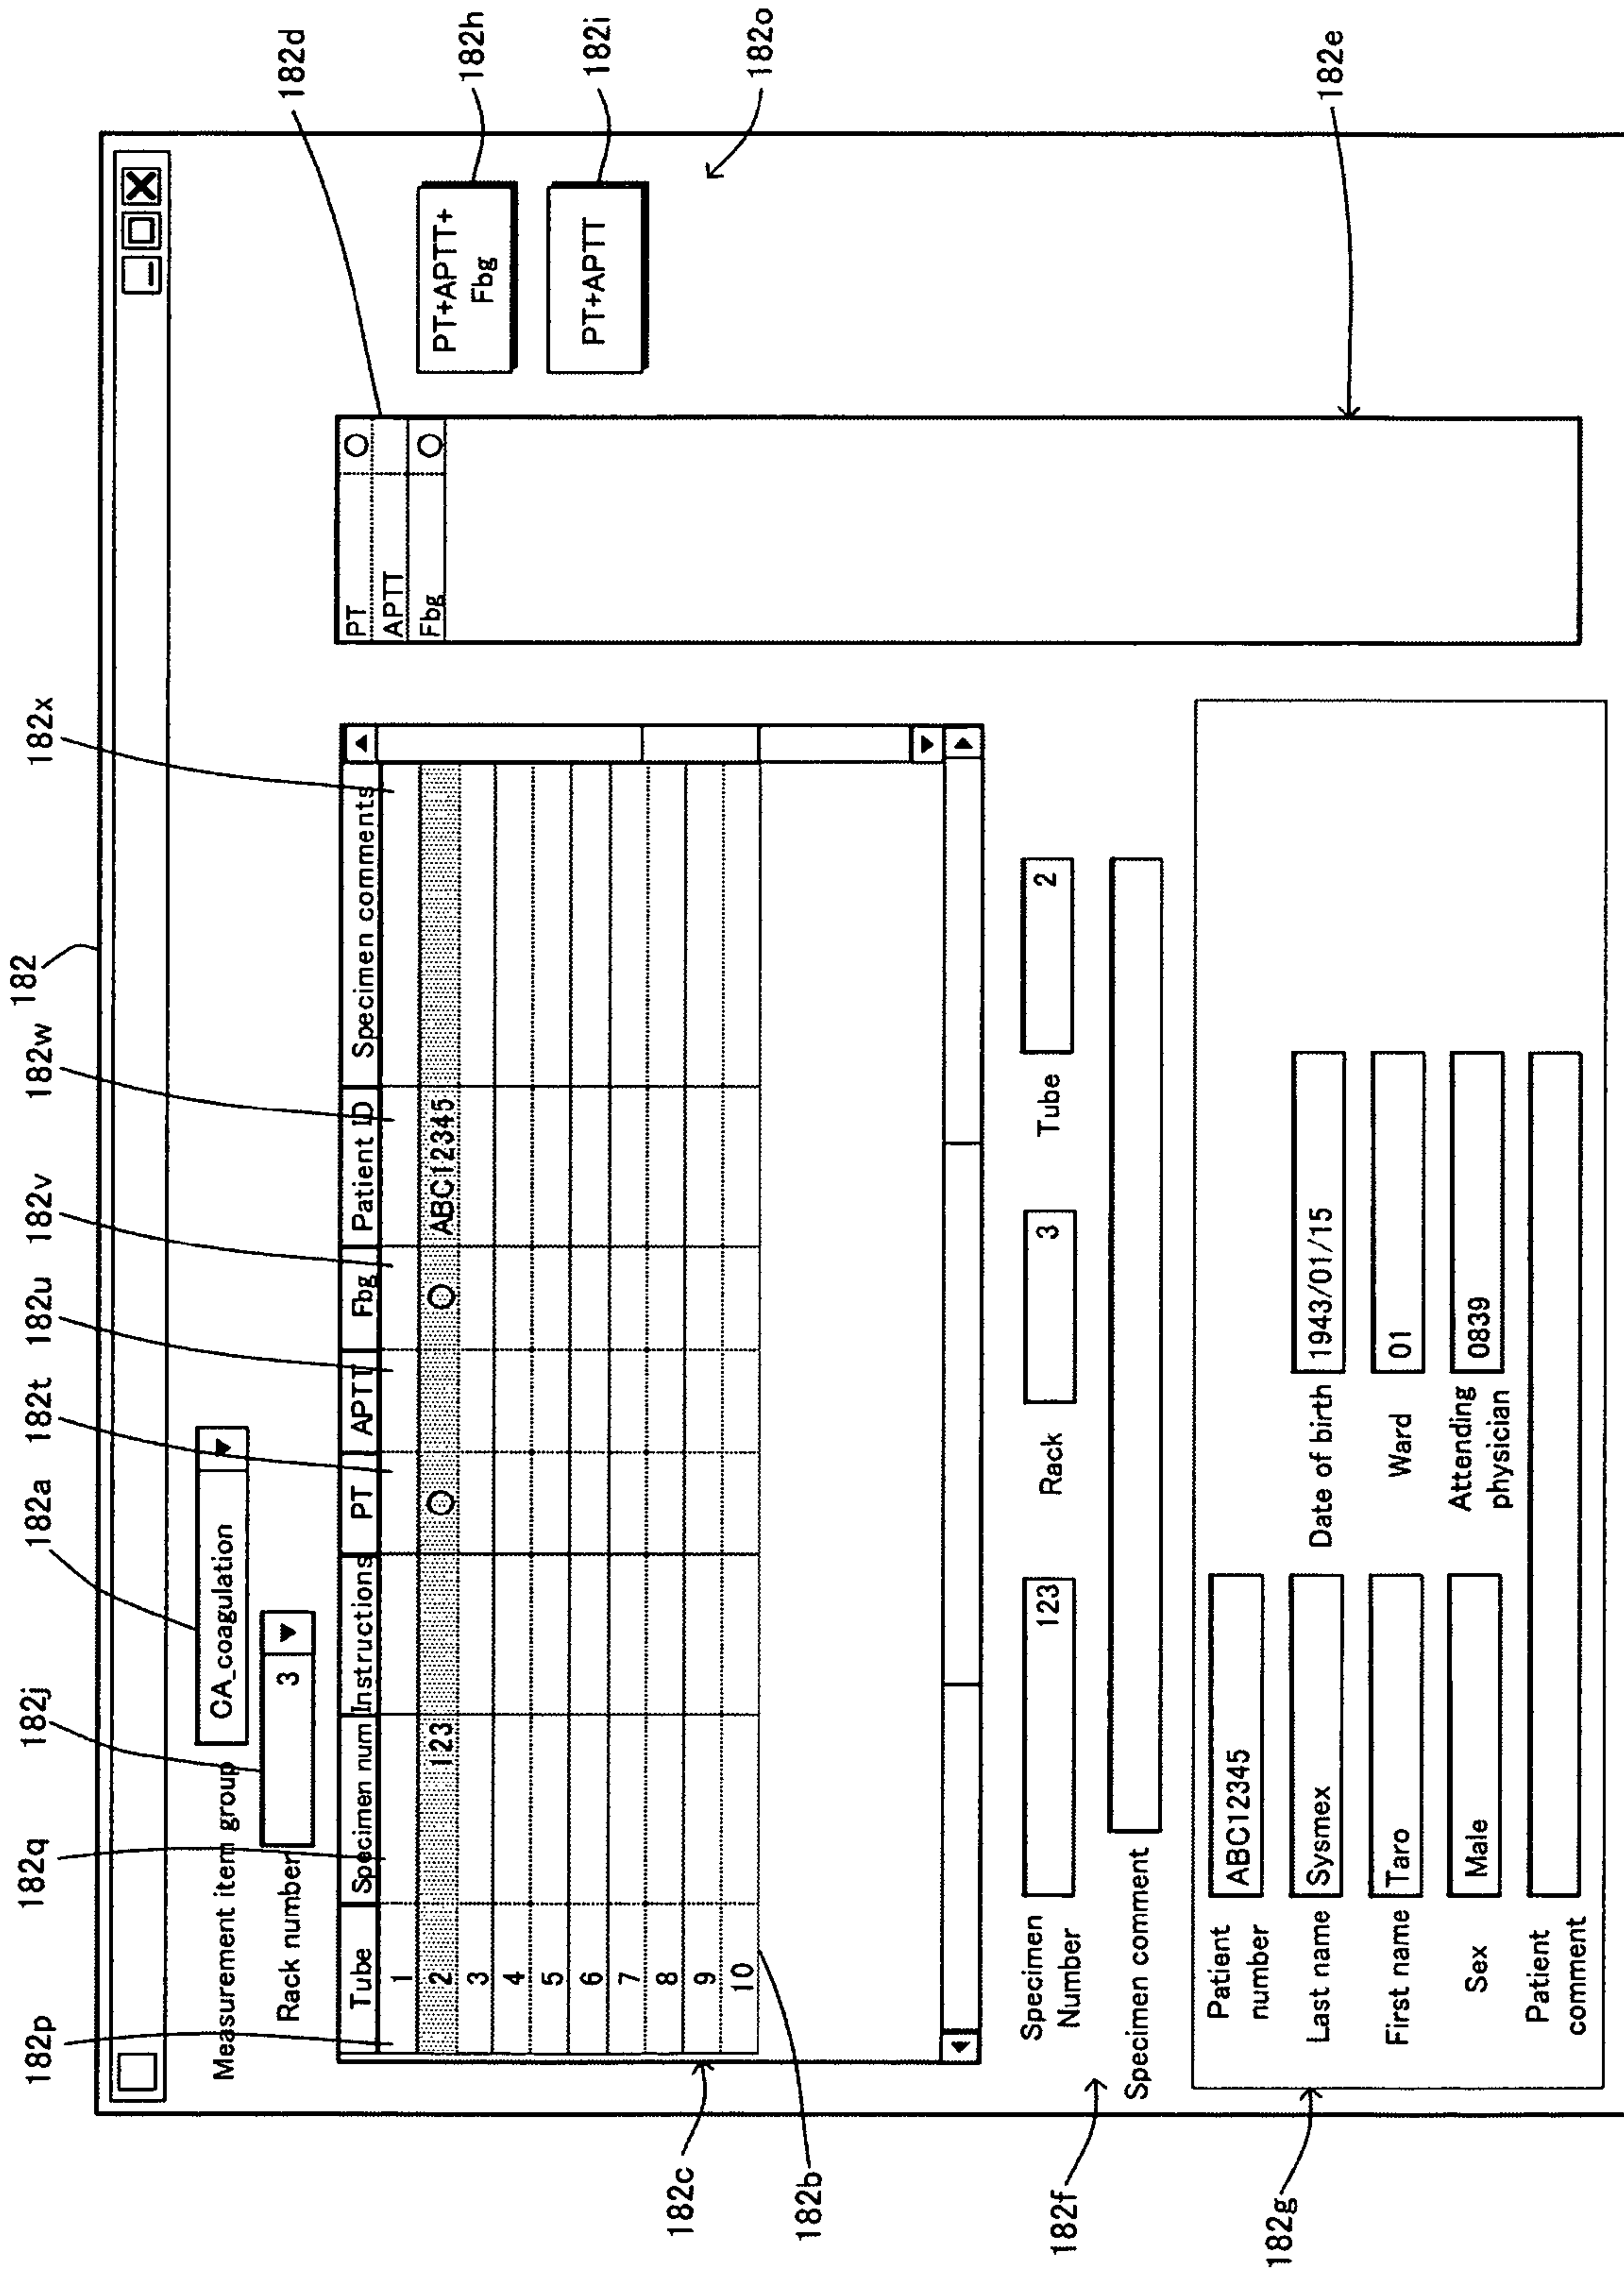 182
182p
182q
182j
182a
182t
182u
182v
182w
182x
182d
Measurement item group
CA_coagulation
Rack number
3
Tube Specimen num Instructions PT APTT Fbg Patient ID Specimen comments
1
2 123 ○ ○ ABC12345
3
4
5
6
7
8
9
10
PT ○
APTT
Fbg ○
PT+APTT+
Fbg
PT+APTT
182h
182i
182o
182c
182b
Specimen
Number
123
Rack
3
Tube
2
182f
Specimen comment
182e
Patient
number
ABC12345
Last name Sysmex
Date of birth 1943/01/15
First name Taro
Ward 01
Sex Male
Attending
physician
0839
Patient
comment
182g